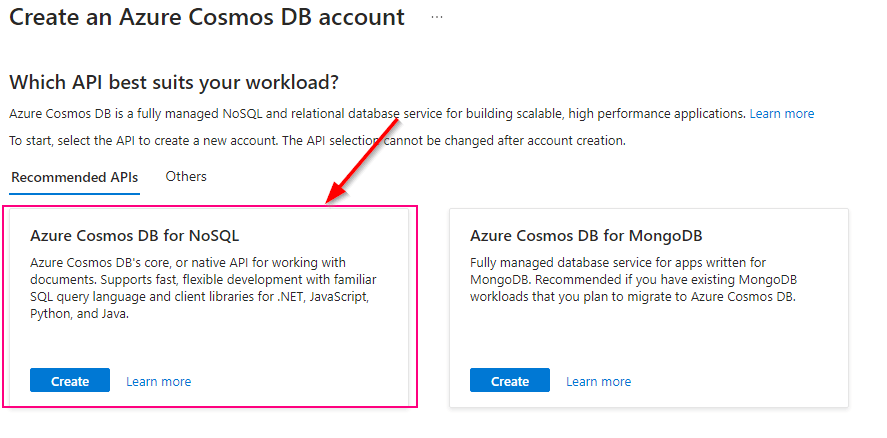 Create an Azure Cosmos DB account ...
Which API best suits your workload?
Azure Cosmos DB is a fully managed NoSQL and relational database service for building scalable, high performance applications. Learn more
To start, select the API to create a new account. The API selection cannot be changed after account creation.
Recommended APIs Others
Azure Cosmos DB for NoSQL
Azure Cosmos DB's core, or native API for working with
documents. Supports fast, flexible development with familiar
SQL query language and client libraries for .NET, JavaScript,
Python, and Java.
Create Learn more
Azure Cosmos DB for MongoDB
Fully managed database service for apps written for
MongoDB. Recommended if you have existing MongoDB
workloads that you plan to migrate to Azure Cosmos DB.
Create Learn more